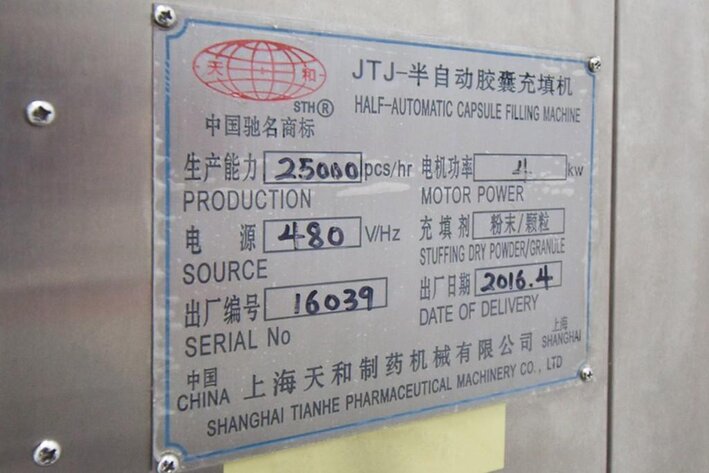 天 和
STH®
中国驰名商标
JTJ-半自动胶囊充填机
HALF-AUTOMATIC CAPSULE FILLING MACHINE
生产能力 25000 pcs/hr 电机功率 4 kw
PRODUCTION MOTOR POWER
电 源 480 V/Hz 充填剂 粉末/颗粒
SOURCE STUFFING DRY POWDER/GRANULE
出厂编号 16039 出厂日期 2016.4
SERIAL No DATE OF DELIVERY
中国 上海天和制药机械有限公司 上海
CHINA SHANGHAI
SHANGHAI TIANHE PHARMACEUTICAL MACHINERY CO., LTD